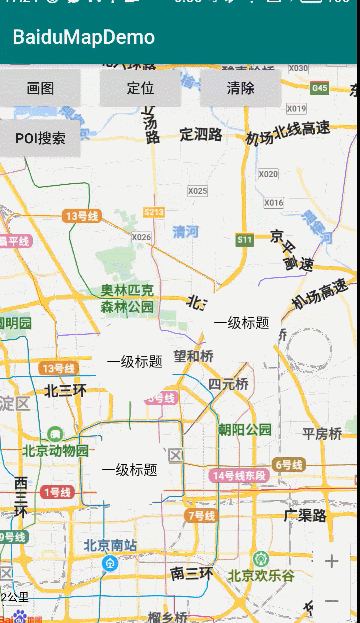 BaiduMapDemo
画图
定位
清除
POI搜索
X030
G45
X019
立汤路
定泗路
机场北线高速
X020
X025
X016
13号线
S213
清河
X026
S11
京平高速
昌平线
奥林匹克
森林公园
机场高速
一级标题
圆明园
一级标题
望和桥
13号线
四元桥
北三环
淀区
朝阳公园
北京动物园
平房桥
一级标题
区
6号线
14号线东段
西三环
1号线
7号线
广渠路
9号线
北京南站
南三环
北京欢乐谷
区
2公里
榴乡桥